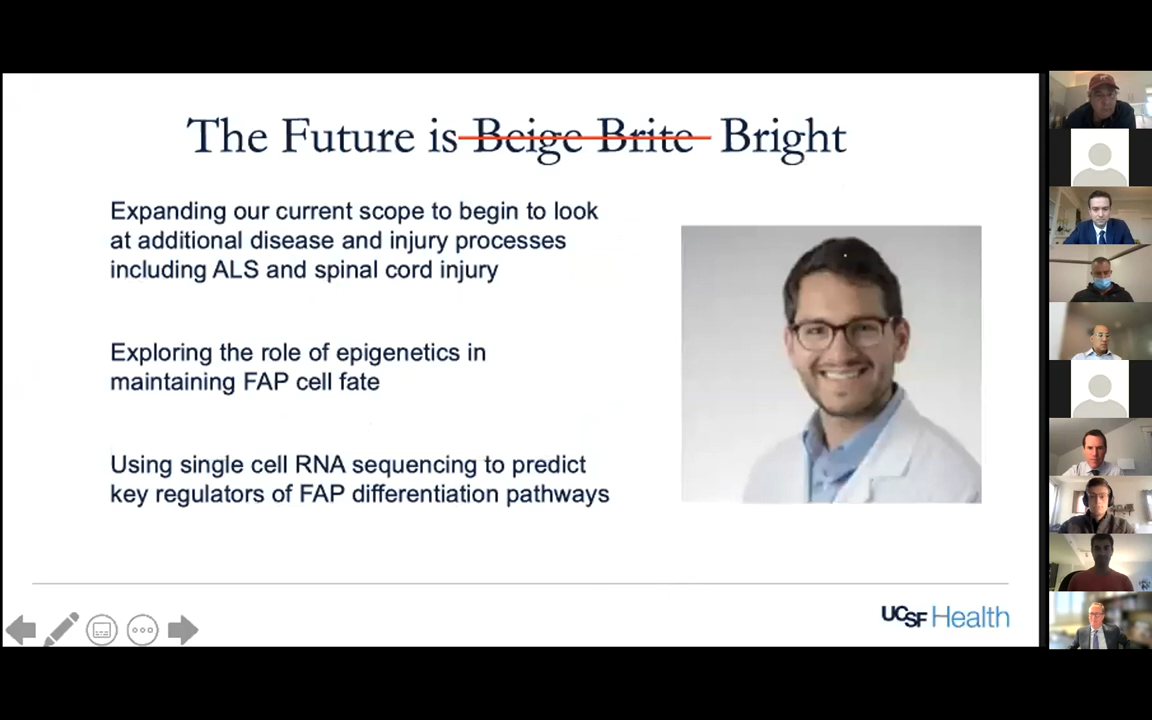 The Future is Beige Brite Bright
Expanding our current scope to begin to look
at additional disease and injury processes
including ALS and spinal cord injury
Exploring the role of epigenetics in
maintaining FAP cell fate
Using single cell RNA sequencing to predict
key regulators of FAP differentiation pathways
UCSF Health